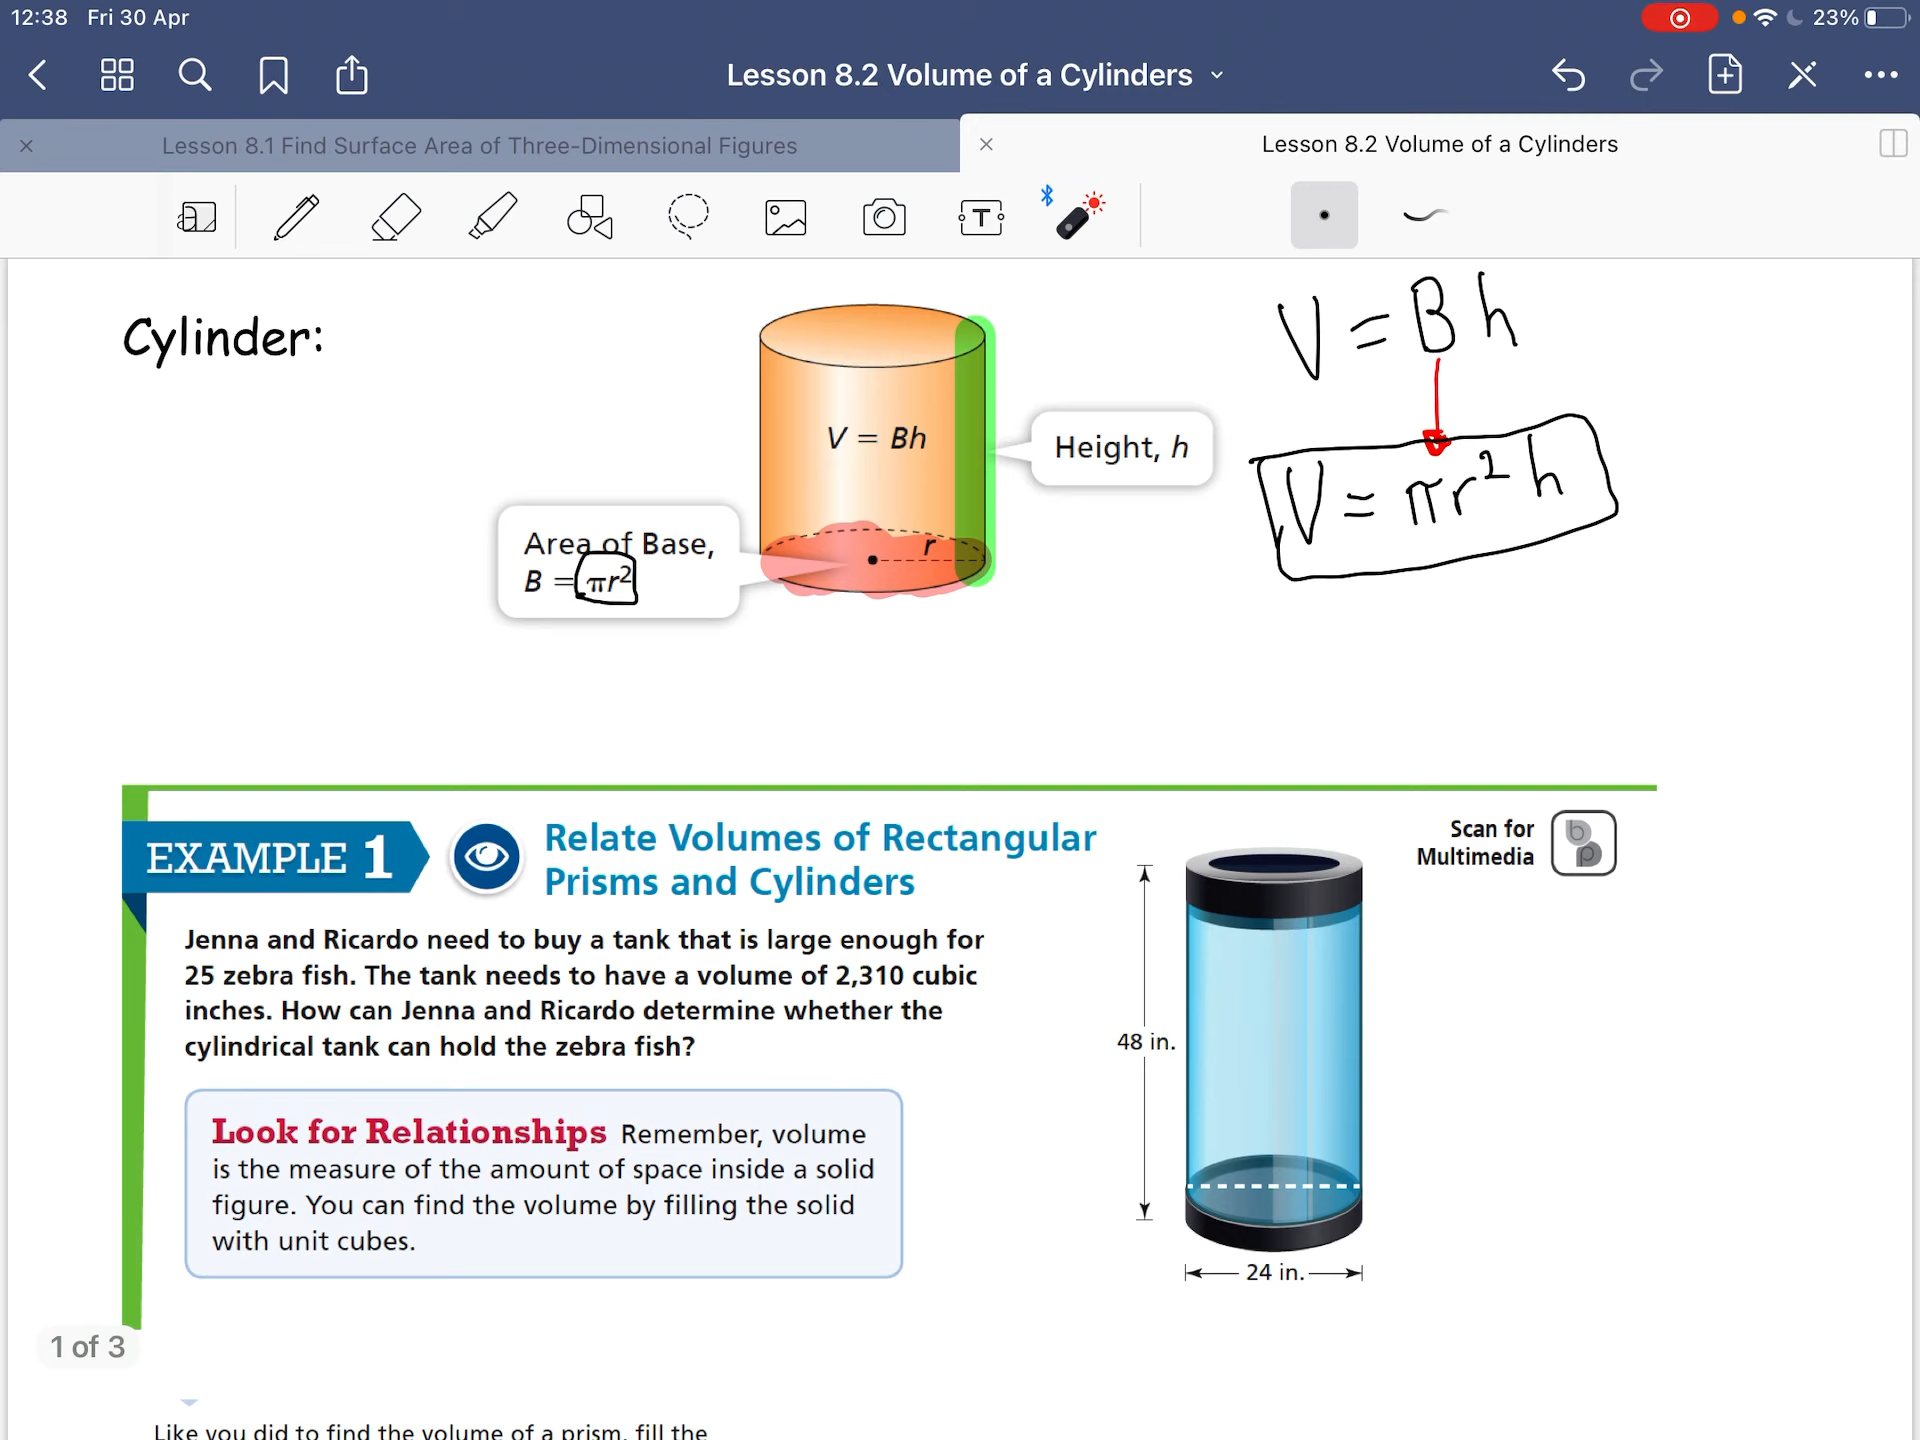 12:38 Fri 30 Apr
23%
Lesson 8.2 Volume of a Cylinders
Lesson 8.1 Find Surface Area of Three-Dimensional Figures
Lesson 8.2 Volume of a Cylinders
a
T
Cylinder:
V = Bh
Height, h
r
Area of Base,
B = πr²
V = Bh
V = πr²h
EXAMPLE 1
Relate Volumes of Rectangular
Prisms and Cylinders
Scan for
Multimedia
b
p
Jenna and Ricardo need to buy a tank that is large enough for
25 zebra fish. The tank needs to have a volume of 2,310 cubic
inches. How can Jenna and Ricardo determine whether the
cylindrical tank can hold the zebra fish?
48 in.
24 in.
Look for Relationships Remember, volume
is the measure of the amount of space inside a solid
figure. You can find the volume by filling the solid
with unit cubes.
1 of 3
Like you did to find the volume of a prism, fill the